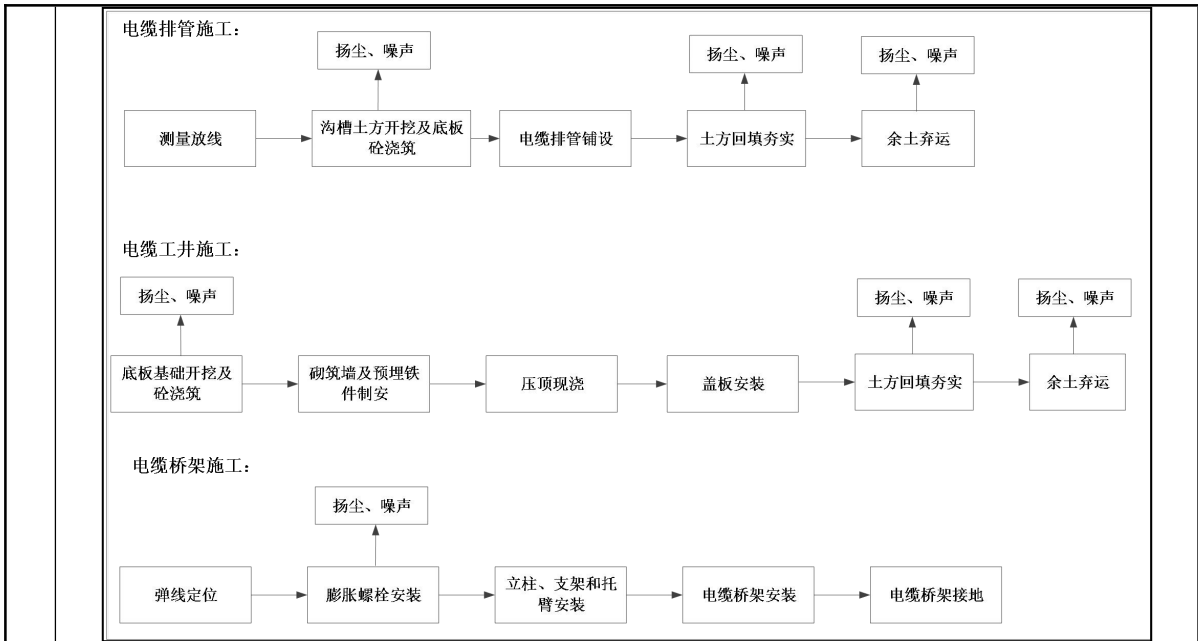 电缆排管施工：
扬尘、噪声
扬尘、噪声
扬尘、噪声
测量放线
沟槽土方开挖及底板
砼浇筑
电缆排管铺设
土方回填夯实
余土弃运
电缆工井施工：
扬尘、噪声
扬尘、噪声
扬尘、噪声
底板基础开挖及
砼浇筑
砌筑墙及预埋铁
件制安
压顶现浇
盖板安装
土方回填夯实
余土弃运
电缆桥架施工：
扬尘、噪声
弹线定位
膨胀螺栓安装
立柱、支架和托
臂安装
电缆桥架安装
电缆桥架接地